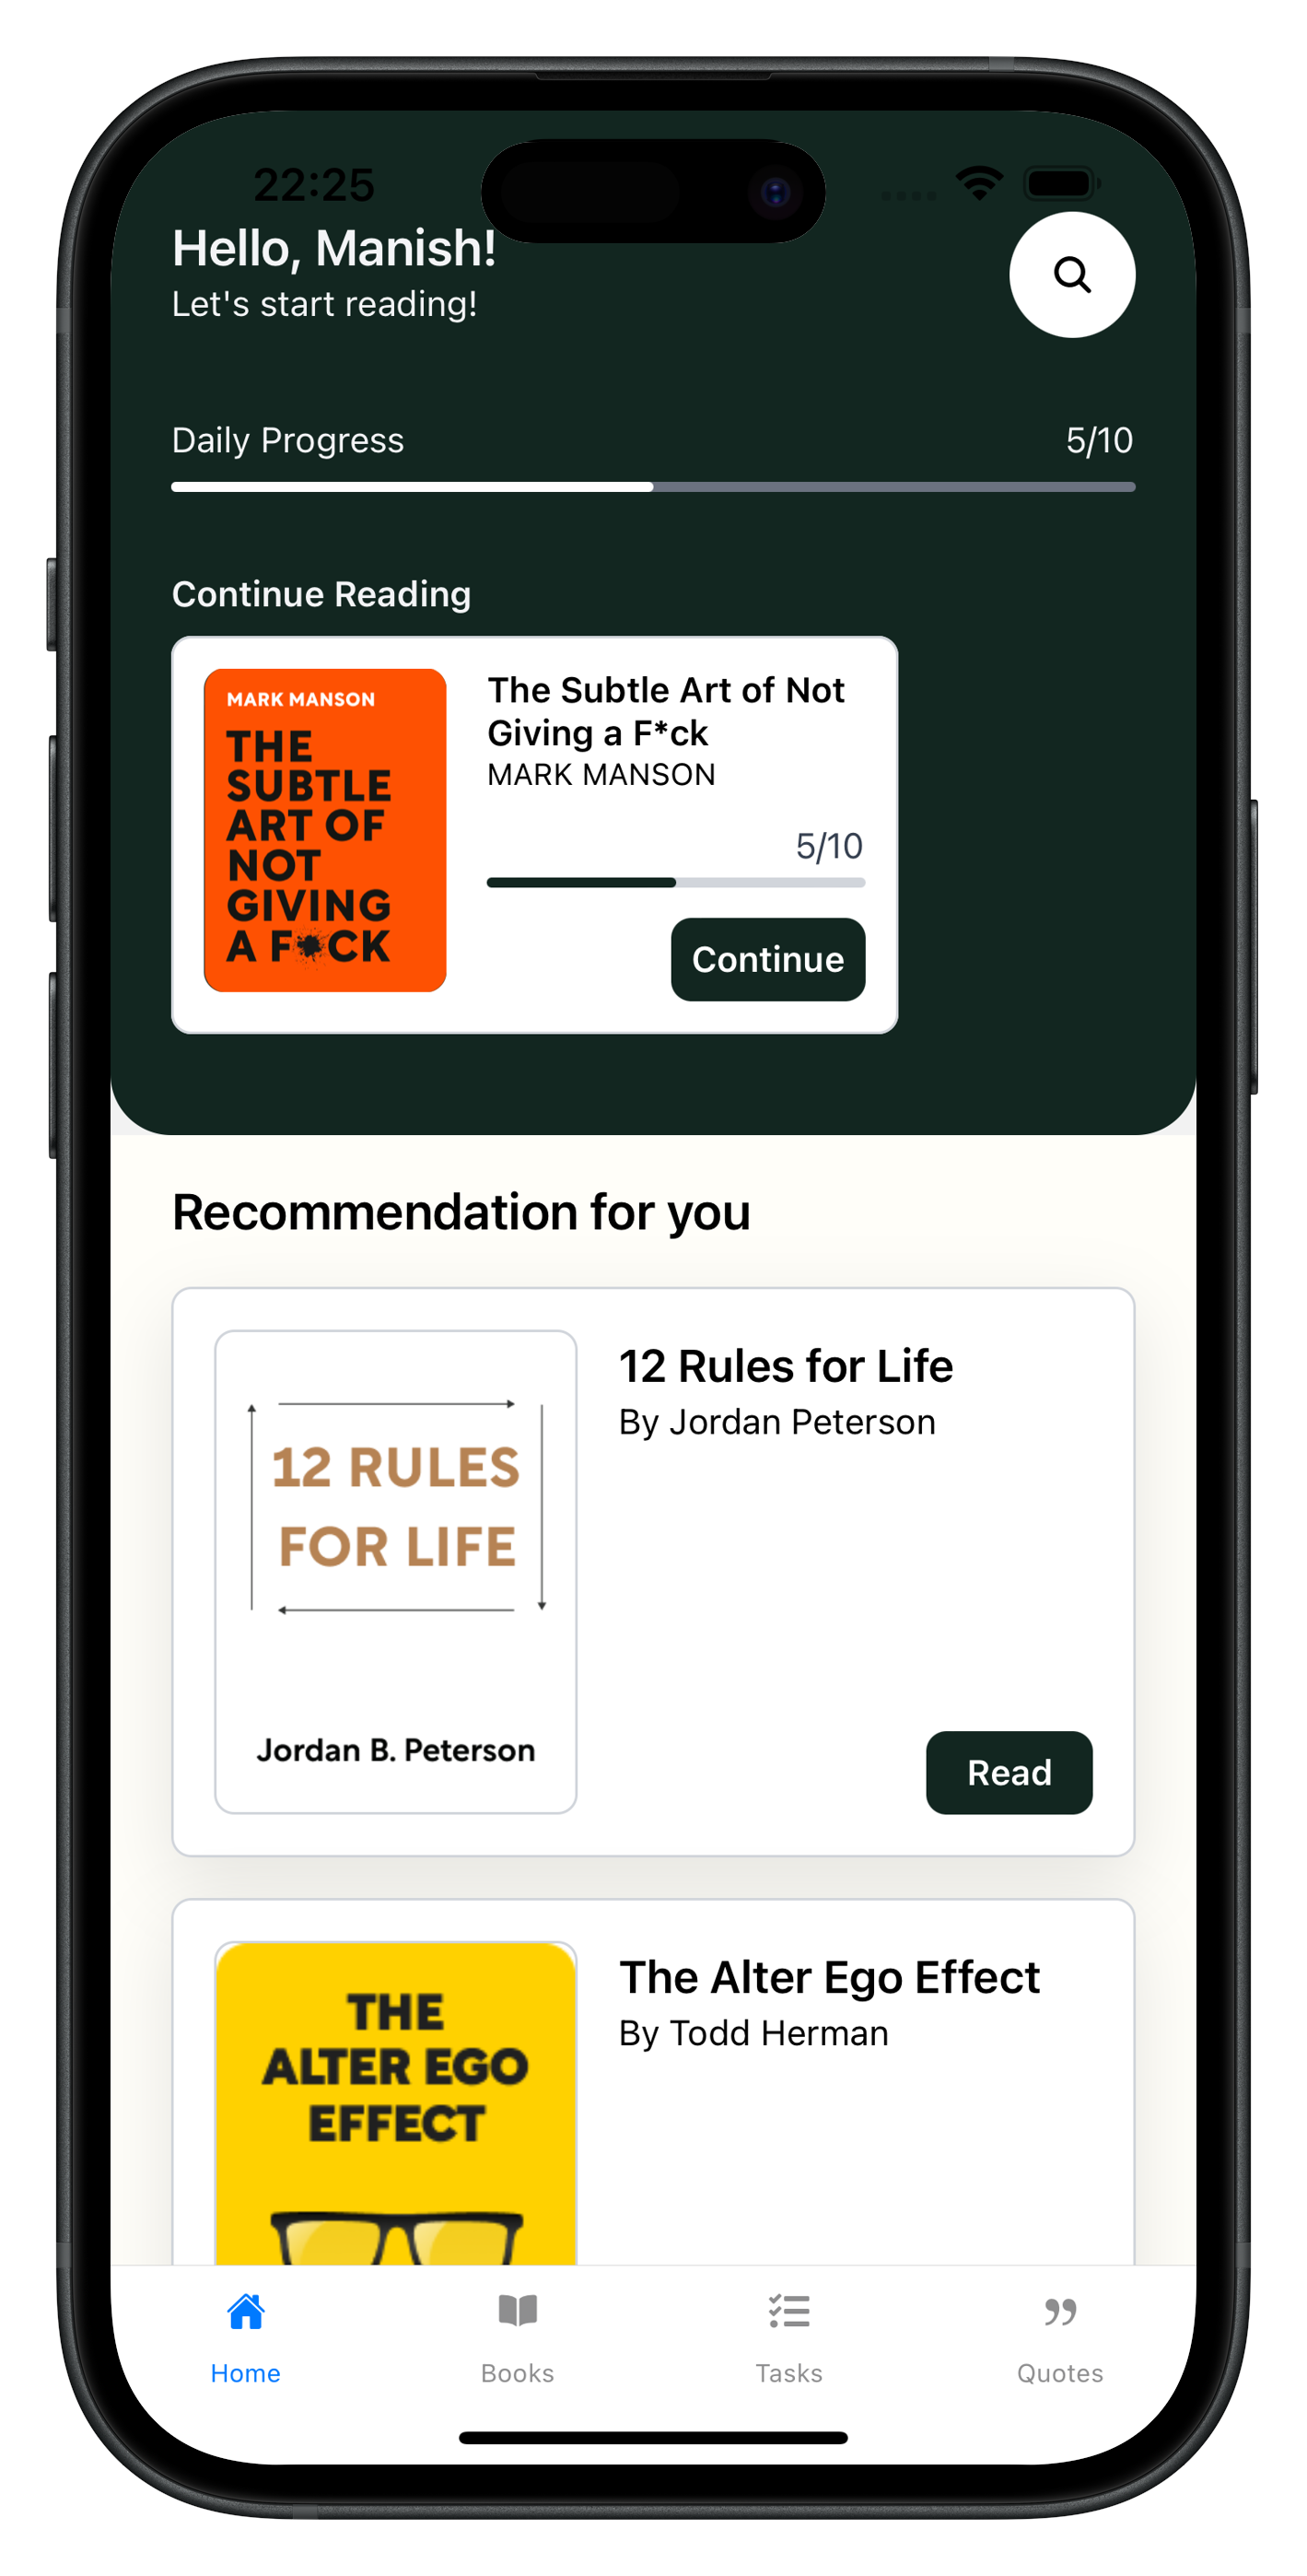 22:25
Hello, Manish!
Let's start reading!
Daily Progress 5/10
Continue Reading
MARK MANSON
THE
SUBTLE
ART OF
NOT
GIVING
A F*CK
The Subtle Art of Not
Giving a F*ck
MARK MANSON
5/10
Continue
Recommendation for you
12 RULES
FOR LIFE
Jordan B. Peterson
12 Rules for Life
By Jordan Peterson
Read
THE
ALTER EGO
EFFECT
The Alter Ego Effect
By Todd Herman
Home Books Tasks Quotes